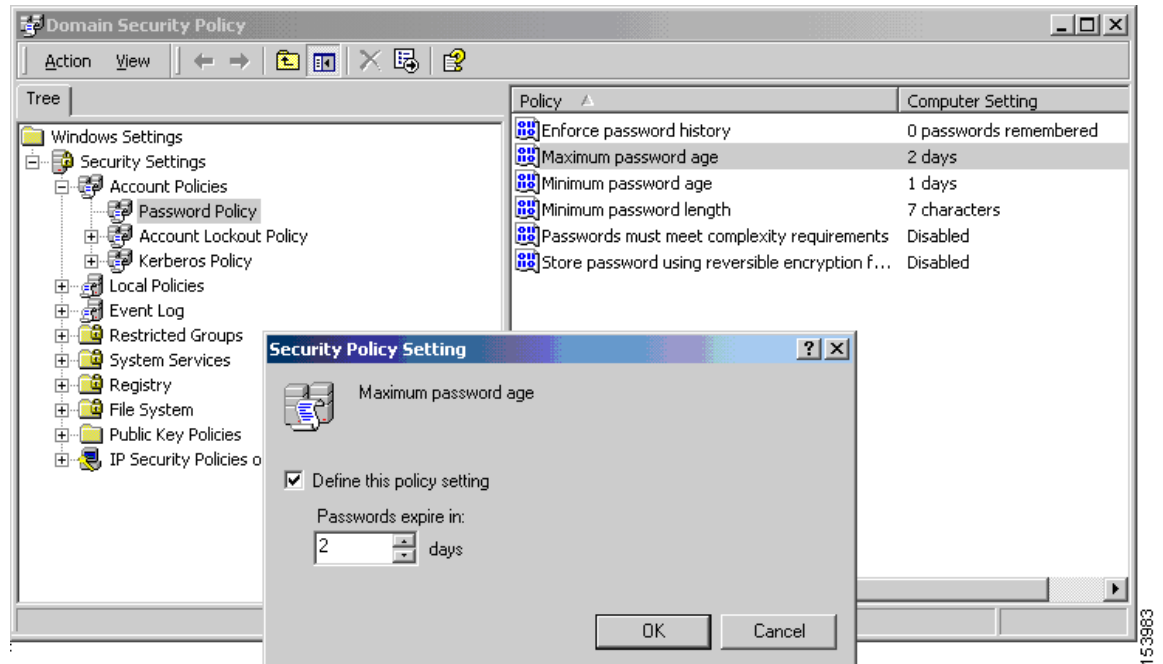 Domain Security Policy
Action View
Tree
Policy Computer Setting
Windows Settings
Security Settings
Account Policies
Password Policy
Account Lockout Policy
Kerberos Policy
Local Policies
Event Log
Restricted Groups
System Services
Registry
File System
Public Key Policies
IP Security Policies o
Enforce password history 0 passwords remembered
Maximum password age 2 days
Minimum password age 1 days
Minimum password length 7 characters
Passwords must meet complexity requirements Disabled
Store password using reversible encryption f... Disabled
Security Policy Setting
Maximum password age
Define this policy setting
Passwords expire in:
2 days
OK Cancel
153983